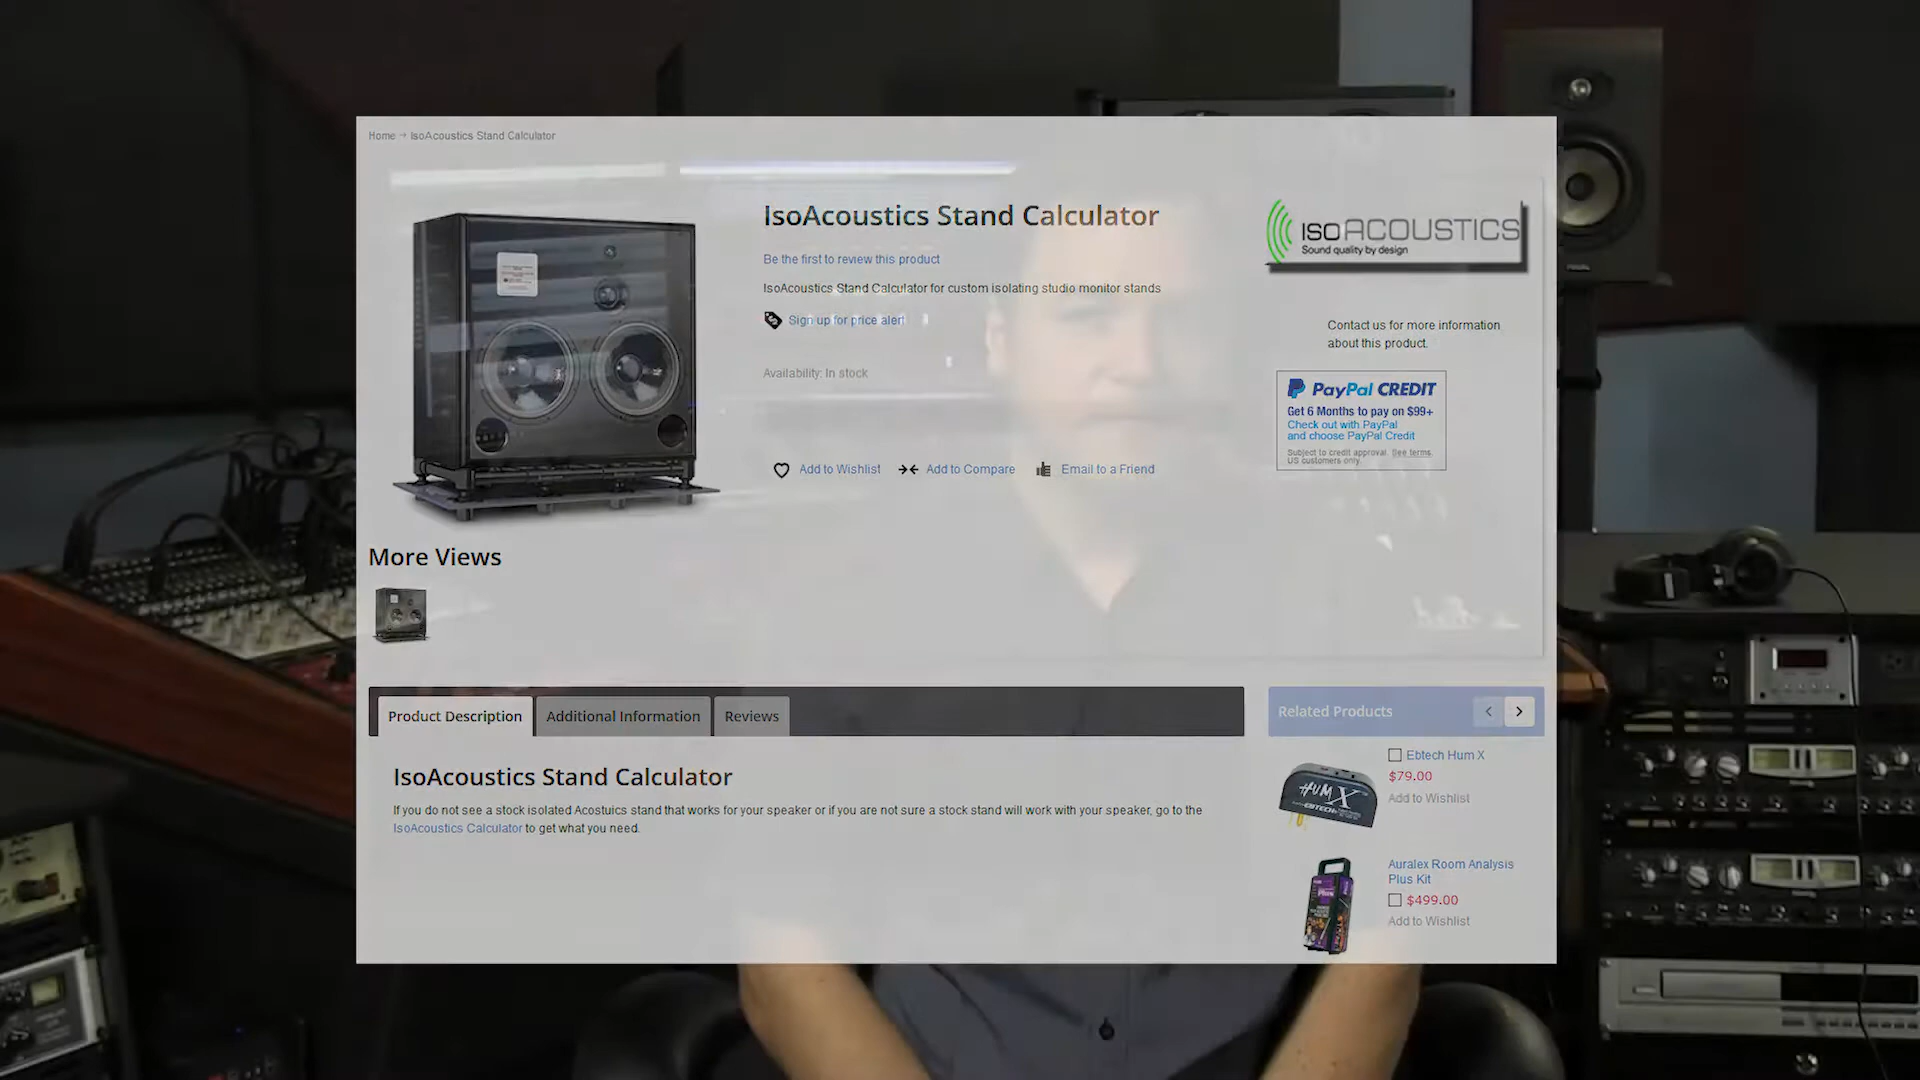 Home → IsoAcoustics Stand Calculator
IsoAcoustics Stand Calculator
Be the first to review this product
IsoAcoustics Stand Calculator for custom isolating studio monitor stands
Sign up for price alert
Availability: In stock
Add to Wishlist
Add to Compare
Email to a Friend
ISOACOUSTICS
Sound quality by design
Contact us for more information
about this product.
PayPal CREDIT
Get 6 Months to pay on $99+
Check out with PayPal
and choose PayPal Credit
Subject to credit approval. See terms.
US customers only.
More Views
Product Description
Additional Information
Reviews
IsoAcoustics Stand Calculator
If you do not see a stock isolated Acostuics stand that works for your speaker or if you are not sure a stock stand will work with your speaker, go to the
IsoAcoustics Calculator to get what you need.
Related Products
HUM X
EBTECH
Ebtech Hum X
$79.00
Add to Wishlist
Auralex Room Analysis
Plus Kit
$499.00
Add to Wishlist